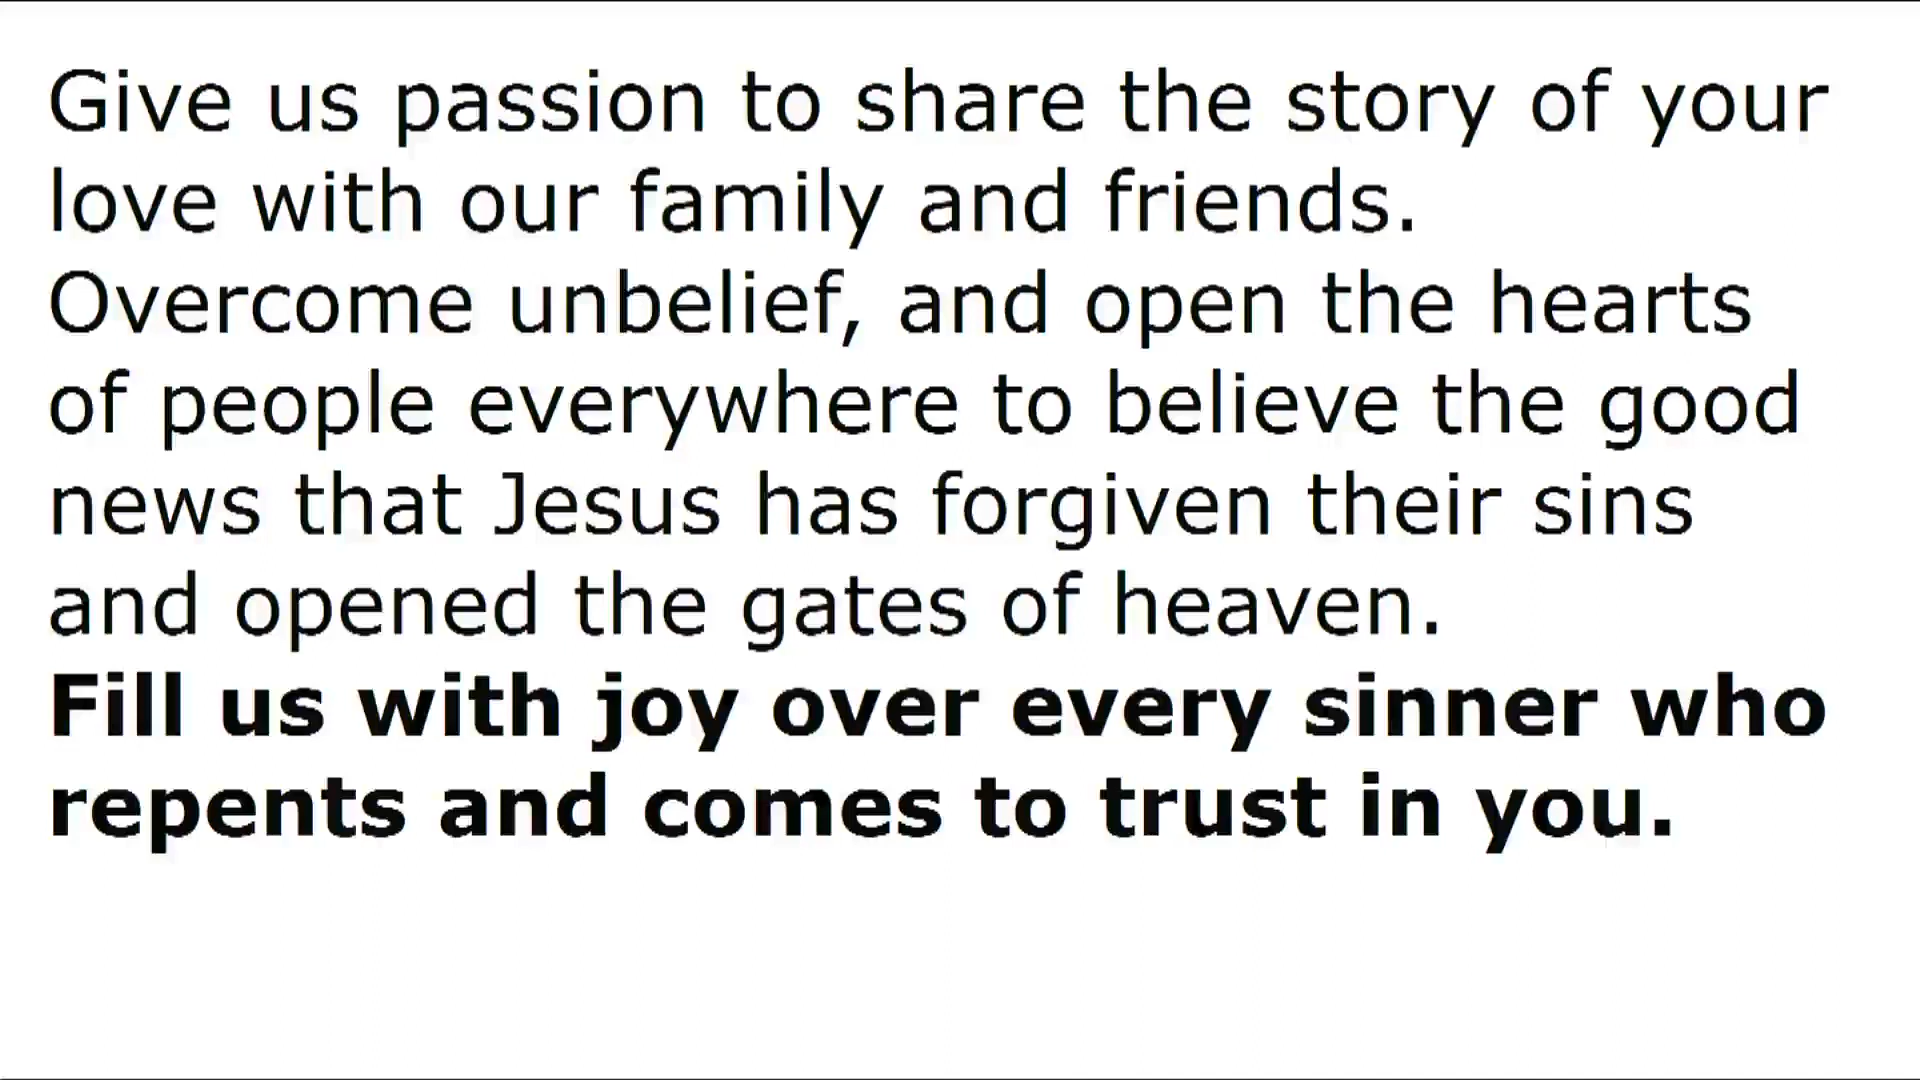 Give us passion to share the story of your
love with our family and friends.
Overcome unbelief, and open the hearts
of people everywhere to believe the good
news that Jesus has forgiven their sins
and opened the gates of heaven.
Fill us with joy over every sinner who
repents and comes to trust in you.